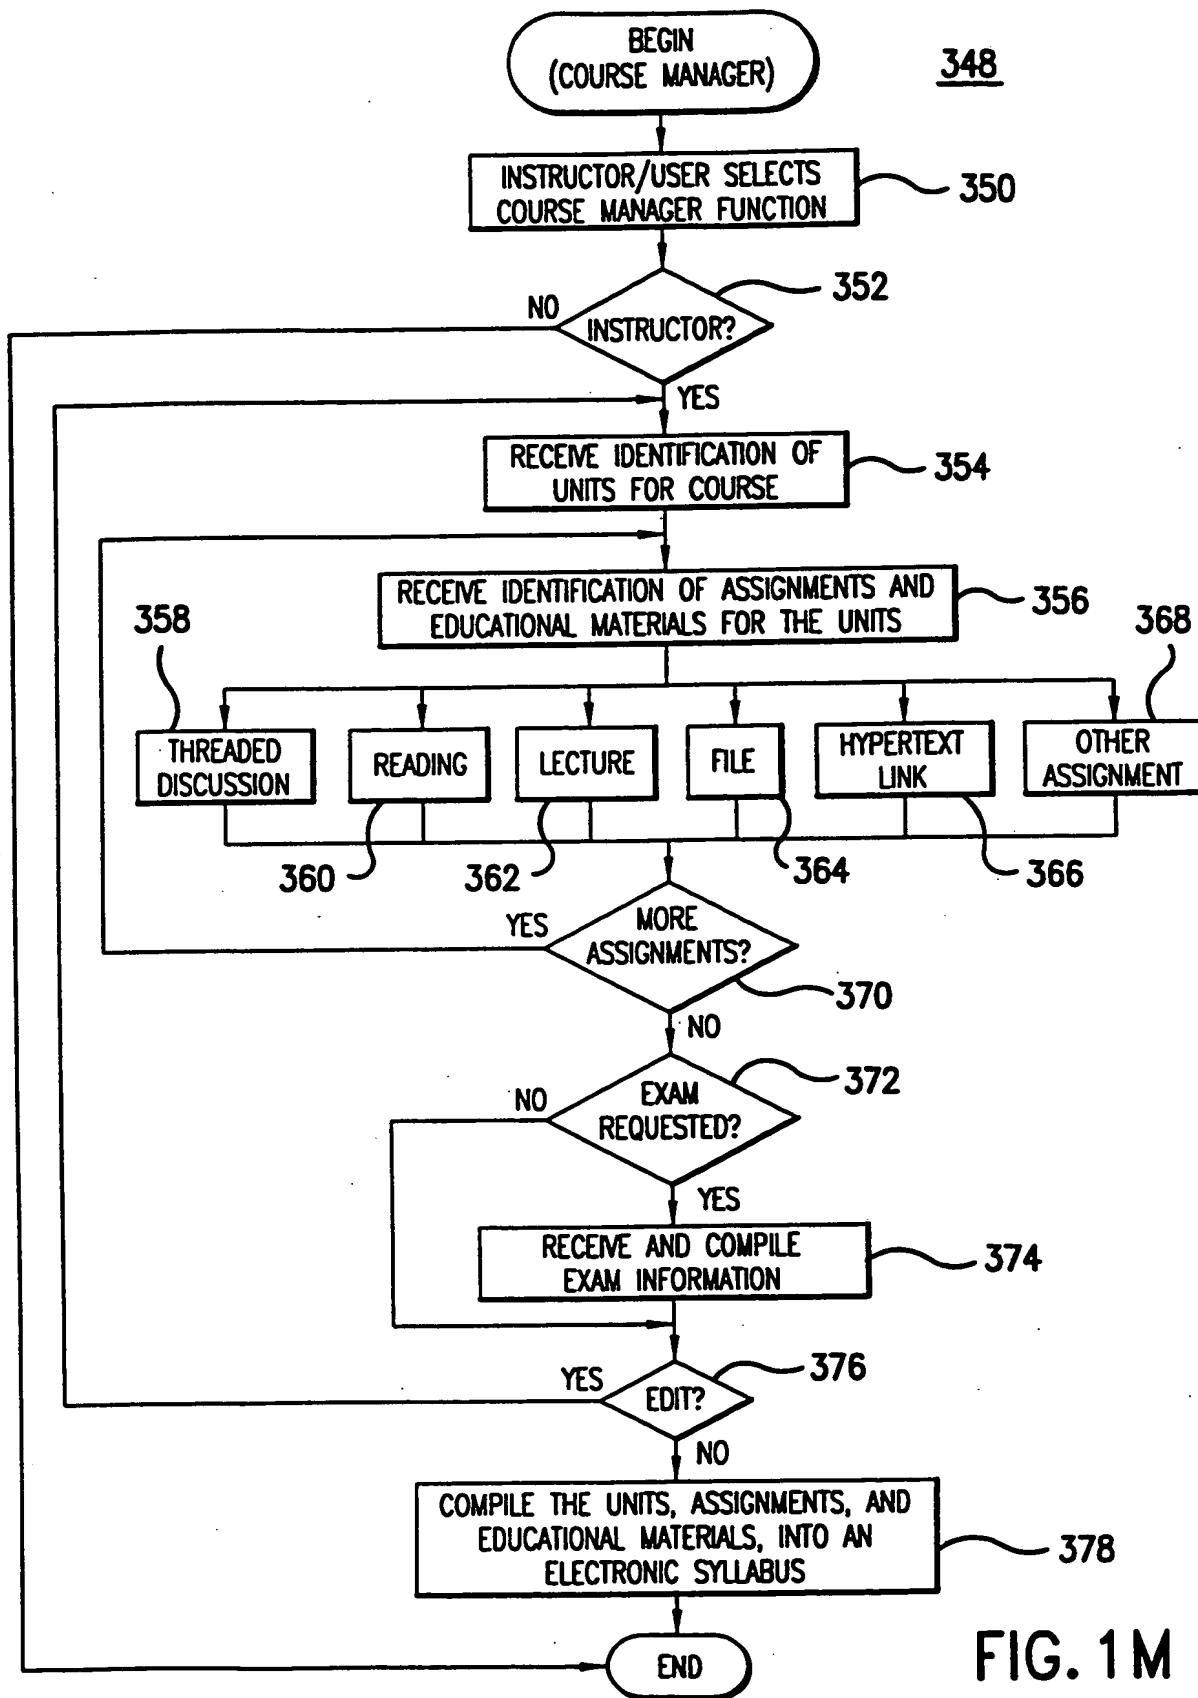 BEGIN
(COURSE MANAGER)
348
INSTRUCTOR/USER SELECTS
COURSE MANAGER FUNCTION
350
352
NO
INSTRUCTOR?
YES
RECEIVE IDENTIFICATION OF
UNITS FOR COURSE
354
RECEIVE IDENTIFICATION OF ASSIGNMENTS AND
EDUCATIONAL MATERIALS FOR THE UNITS
356
358
368
THREADED
DISCUSSION
READING
LECTURE
FILE
HYPERTEXT
LINK
OTHER
ASSIGNMENT
360
362
364
366
YES
MORE
ASSIGNMENTS?
370
NO
372
NO
EXAM
REQUESTED?
YES
RECEIVE AND COMPILE
EXAM INFORMATION
374
376
YES
EDIT?
NO
COMPILE THE UNITS, ASSIGNMENTS, AND
EDUCATIONAL MATERIALS, INTO AN
ELECTRONIC SYLLABUS
378
END
FIG. 1M